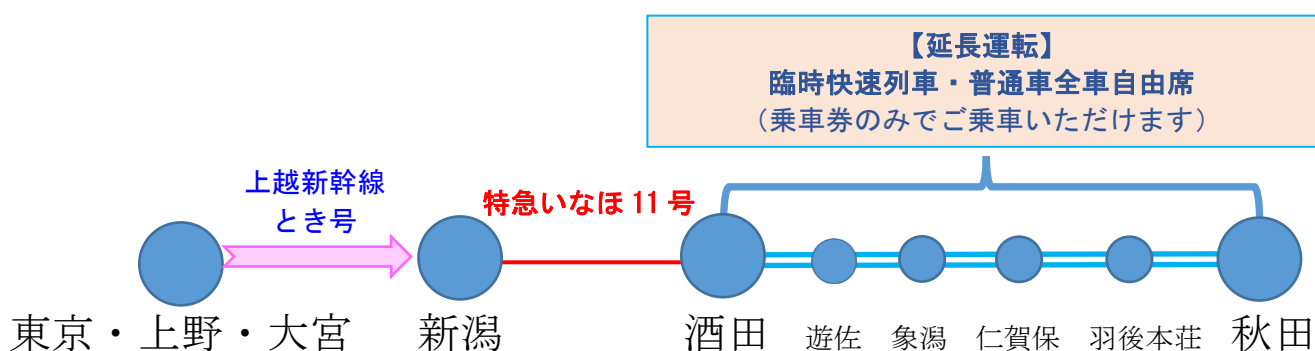 【延長運転】
臨時快速列車・普通車全車自由席
（乗車券のみでご乗車いただけます）
上越新幹線
とき号
特急いなほ 11 号
東京・上野・大宮
新潟
酒田
遊佐
象潟
仁賀保
羽後本荘
秋田